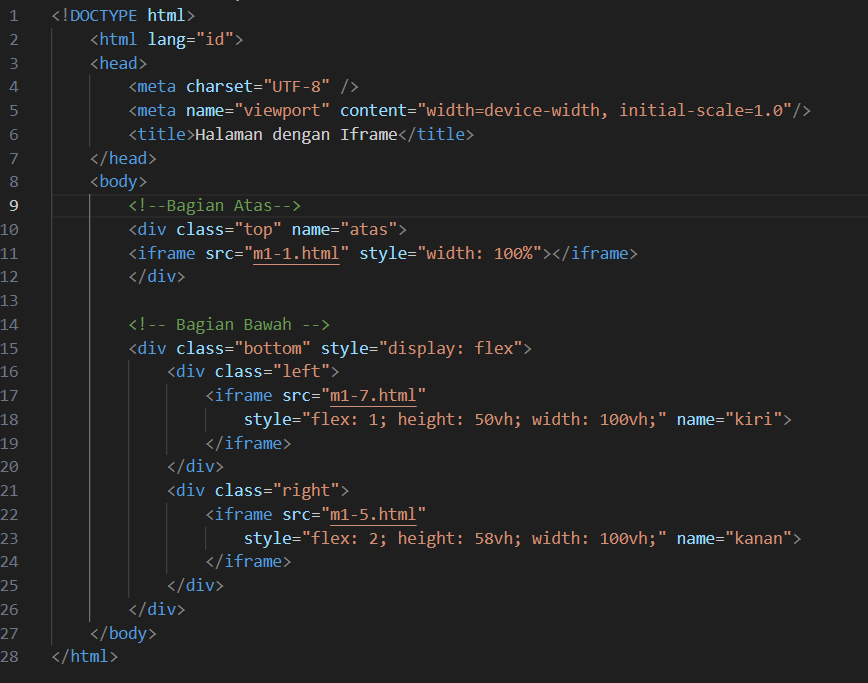 1 <!DOCTYPE html>
2 <html lang="id">
3 <head>
4 <meta charset="UTF-8" />
5 <meta name="viewport" content="width=device-width, initial-scale=1.0"/>
6 <title>Halaman dengan Iframe</title>
7 </head>
8 <body>
9 <!--Bagian Atas-->
10 <div class="top" name="atas">
11 <iframe src="m1-1.html" style="width: 100%"></iframe>
12 </div>
13
14 <!-- Bagian Bawah -->
15 <div class="bottom" style="display: flex">
16 <div class="left">
17 <iframe src="m1-7.html"
18 style="flex: 1; height: 50vh; width: 100vh;" name="kiri">
19 </iframe>
20 </div>
21 <div class="right">
22 <iframe src="m1-5.html"
23 style="flex: 2; height: 58vh; width: 100vh;" name="kanan">
24 </iframe>
25 </div>
26 </div>
27 </body>
28 </html>